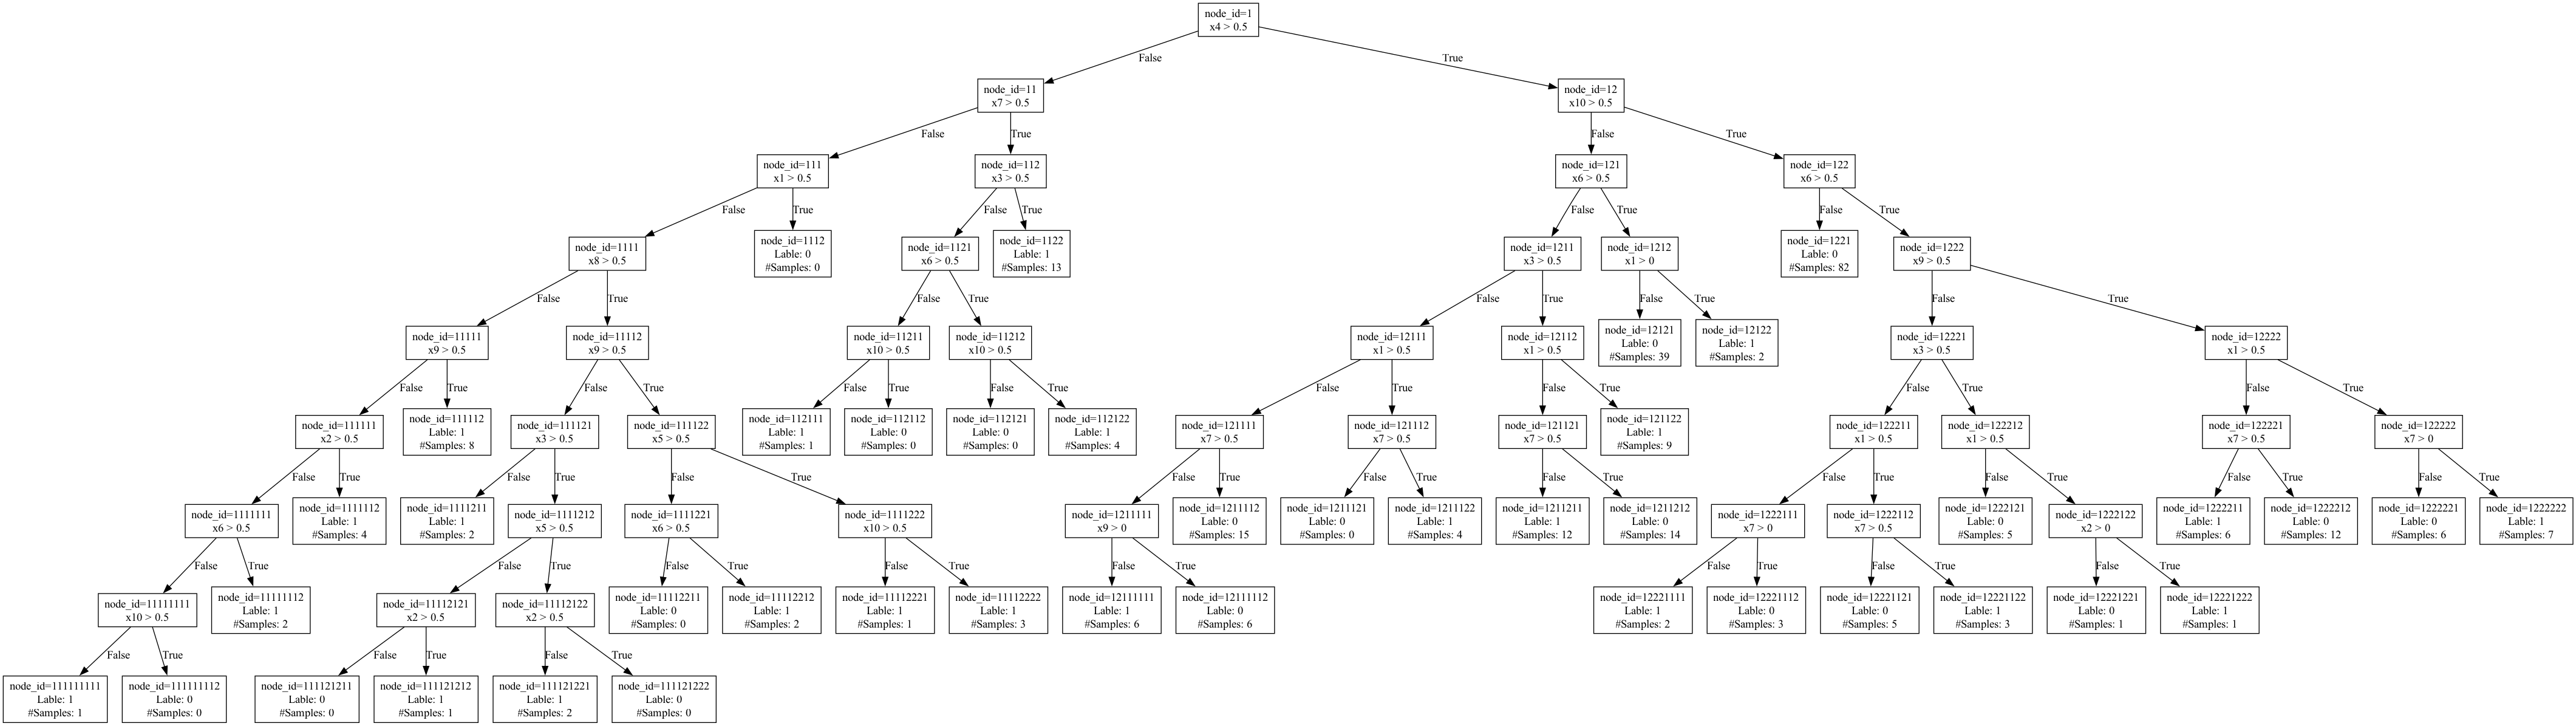 node_id=1
x4 > 0.5
False
True
node_id=11
x7 > 0.5
node_id=12
x10 > 0.5
False
True
False
True
node_id=111
x1 > 0.5
node_id=112
x3 > 0.5
node_id=121
x6 > 0.5
node_id=122
x6 > 0.5
False
True
False
True
False
True
False
True
node_id=1111
x8 > 0.5
node_id=1112
Lable: 0
#Samples: 0
node_id=1121
x6 > 0.5
node_id=1122
Lable: 1
#Samples: 13
node_id=1211
x3 > 0.5
node_id=1212
x1 > 0
node_id=1221
Lable: 0
#Samples: 82
node_id=1222
x9 > 0.5
False
True
False
True
False
True
False
True
False
True
node_id=11111
x9 > 0.5
node_id=11112
x9 > 0.5
node_id=11211
x10 > 0.5
node_id=11212
x10 > 0.5
node_id=12111
x1 > 0.5
node_id=12112
x1 > 0.5
node_id=12121
Lable: 0
#Samples: 39
node_id=12122
Lable: 1
#Samples: 2
node_id=12221
x3 > 0.5
node_id=12222
x1 > 0.5
False
True
False
True
False
True
False
True
False
True
False
True
False
True
False
True
node_id=111111
x2 > 0.5
node_id=111112
Lable: 1
#Samples: 8
node_id=111121
x3 > 0.5
node_id=111122
x5 > 0.5
node_id=112111
Lable: 1
#Samples: 1
node_id=112112
Lable: 0
#Samples: 0
node_id=112121
Lable: 0
#Samples: 0
node_id=112122
Lable: 1
#Samples: 4
node_id=121111
x7 > 0.5
node_id=121112
x7 > 0.5
node_id=121121
x7 > 0.5
node_id=121122
Lable: 1
#Samples: 9
node_id=122211
x1 > 0.5
node_id=122212
x1 > 0.5
node_id=122221
x7 > 0.5
node_id=122222
x7 > 0
False
True
False
True
False
True
False
True
False
True
False
True
False
True
False
True
False
True
False
True
node_id=1111111
x6 > 0.5
node_id=1111112
Lable: 1
#Samples: 4
node_id=1111211
Lable: 1
#Samples: 2
node_id=1111212
x5 > 0.5
node_id=1111221
x6 > 0.5
node_id=1111222
x10 > 0.5
node_id=1211111
x9 > 0
node_id=1211112
Lable: 0
#Samples: 15
node_id=1211121
Lable: 0
#Samples: 0
node_id=1211122
Lable: 1
#Samples: 4
node_id=1211211
Lable: 1
#Samples: 12
node_id=1211212
Lable: 0
#Samples: 14
node_id=1222111
x7 > 0
node_id=1222112
x7 > 0.5
node_id=1222121
Lable: 0
#Samples: 5
node_id=1222122
x2 > 0
node_id=1222211
Lable: 1
#Samples: 6
node_id=1222212
Lable: 0
#Samples: 12
node_id=1222221
Lable: 0
#Samples: 6
node_id=1222222
Lable: 1
#Samples: 7
False
True
False
True
False
True
False
True
False
True
False
True
False
True
False
True
node_id=11111111
x10 > 0.5
node_id=11111112
Lable: 1
#Samples: 2
node_id=11112121
x2 > 0.5
node_id=11112122
x2 > 0.5
node_id=11112211
Lable: 0
#Samples: 0
node_id=11112212
Lable: 1
#Samples: 2
node_id=11112221
Lable: 1
#Samples: 1
node_id=11112222
Lable: 1
#Samples: 3
node_id=12111111
Lable: 1
#Samples: 6
node_id=12111112
Lable: 0
#Samples: 6
node_id=12221111
Lable: 1
#Samples: 2
node_id=12221112
Lable: 0
#Samples: 3
node_id=12221121
Lable: 0
#Samples: 5
node_id=12221122
Lable: 1
#Samples: 3
node_id=12221221
Lable: 0
#Samples: 1
node_id=12221222
Lable: 1
#Samples: 1
False
True
False
True
False
True
node_id=111111111
Lable: 1
#Samples: 1
node_id=111111112
Lable: 0
#Samples: 0
node_id=111121211
Lable: 0
#Samples: 0
node_id=111121212
Lable: 1
#Samples: 1
node_id=111121221
Lable: 1
#Samples: 2
node_id=111121222
Lable: 0
#Samples: 0